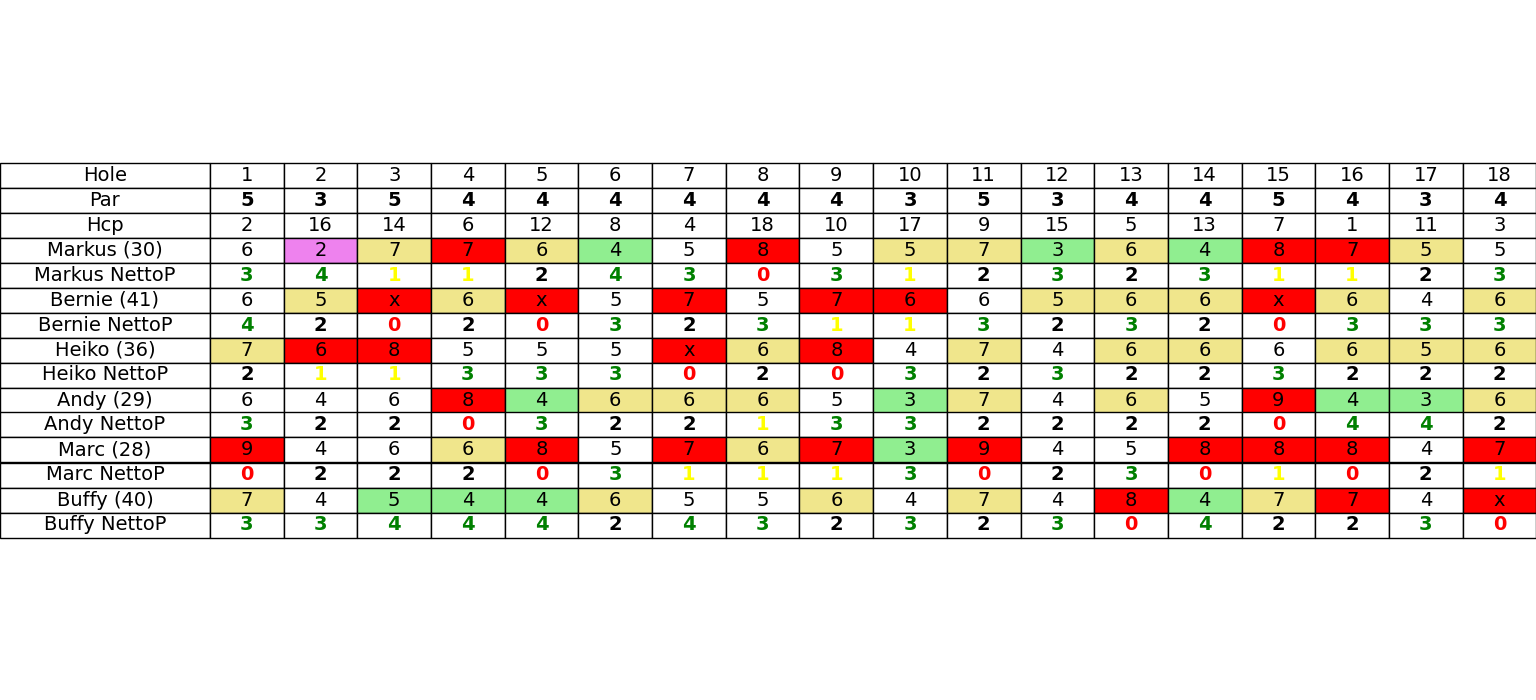 Hole 1 2 3 4 5 6 7 8 9 10 11 12 13 14 15 16 17 18
Par 5 3 5 4 4 4 4 4 4 3 5 3 4 4 5 4 3 4
Hcp 2 16 14 6 12 8 4 18 10 17 9 15 5 13 7 1 11 3
Markus (30) 6 2 7 7 6 4 5 8 5 5 7 3 6 4 8 7 5 5
Markus NettoP 3 4 1 1 2 4 3 0 3 1 2 3 2 3 1 1 2 3
Bernie (41) 6 5 x 6 x 5 7 5 7 6 6 5 6 6 x 6 4 6
Bernie NettoP 4 2 0 2 0 3 2 3 1 1 3 2 3 2 0 3 3 3
Heiko (36) 7 6 8 5 5 5 x 6 8 4 7 4 6 6 6 6 5 6
Heiko NettoP 2 1 1 3 3 3 0 2 0 3 2 3 2 2 3 2 2 2
Andy (29) 6 4 6 8 4 6 6 6 5 3 7 4 6 5 9 4 3 6
Andy NettoP 3 2 2 0 3 2 2 1 3 3 2 2 2 2 0 4 4 2
Marc (28) 9 4 6 6 8 5 7 6 7 3 9 4 5 8 8 8 4 7
Marc NettoP 0 2 2 2 0 3 1 1 1 3 0 2 3 0 1 0 2 1
Buffy (40) 7 4 5 4 4 6 5 5 6 4 7 4 8 4 7 7 4 x
Buffy NettoP 3 3 4 4 4 2 4 3 2 3 2 3 0 4 2 2 3 0